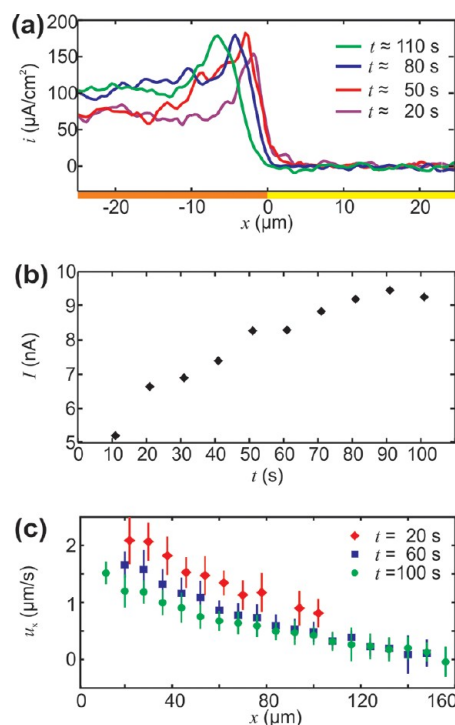 (a)
200
150
100
50
0
i (μA/cm²)
t ≈ 110 s
t ≈ 80 s
t ≈ 50 s
t ≈ 20 s
-20 -10 0 10 20
x (μm)
(b)
10
9
8
7
6
5
I (nA)
0 10 20 30 40 50 60 70 80 90 100
t (s)
(c)
2
1
0
uₓ (μm/s)
t = 20 s
t = 60 s
t = 100 s
0 40 80 120 160
x (μm)